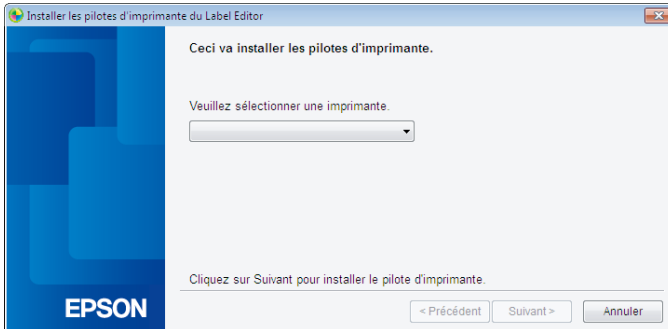 Installer les pilotes d'imprimante du Label Editor
Ceci va installer les pilotes d'imprimante.
Veuillez sélectionner une imprimante.
Cliquez sur Suivant pour installer le pilote d'imprimante.
EPSON
< Précédent
Suivant >
Annuler